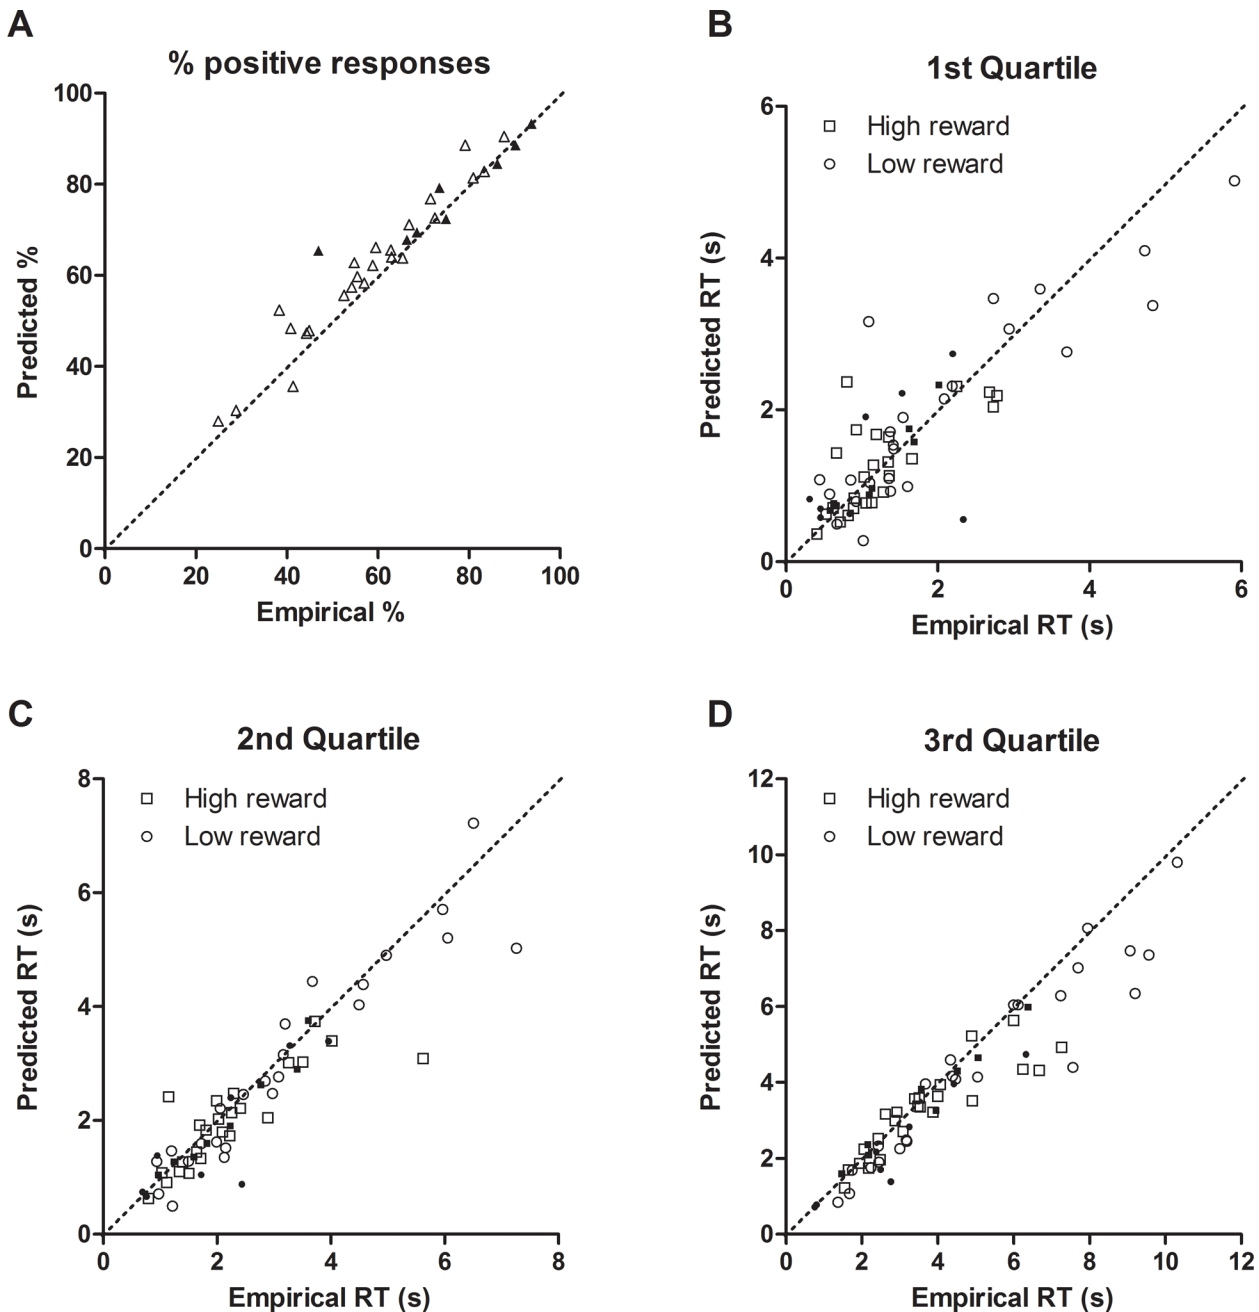 A
% positive responses
100
80
60
40
20
0
Predicted %
0 20 40 60 80 100
Empirical %
B
1st Quartile
High reward
Low reward
6
4
2
0
Predicted RT (s)
0 2 4 6
Empirical RT (s)
C
2nd Quartile
High reward
Low reward
8
6
4
2
0
Predicted RT (s)
0 2 4 6 8
Empirical RT (s)
D
3rd Quartile
High reward
Low reward
12
10
8
6
4
2
0
Predicted RT (s)
0 2 4 6 8 10 12
Empirical RT (s)